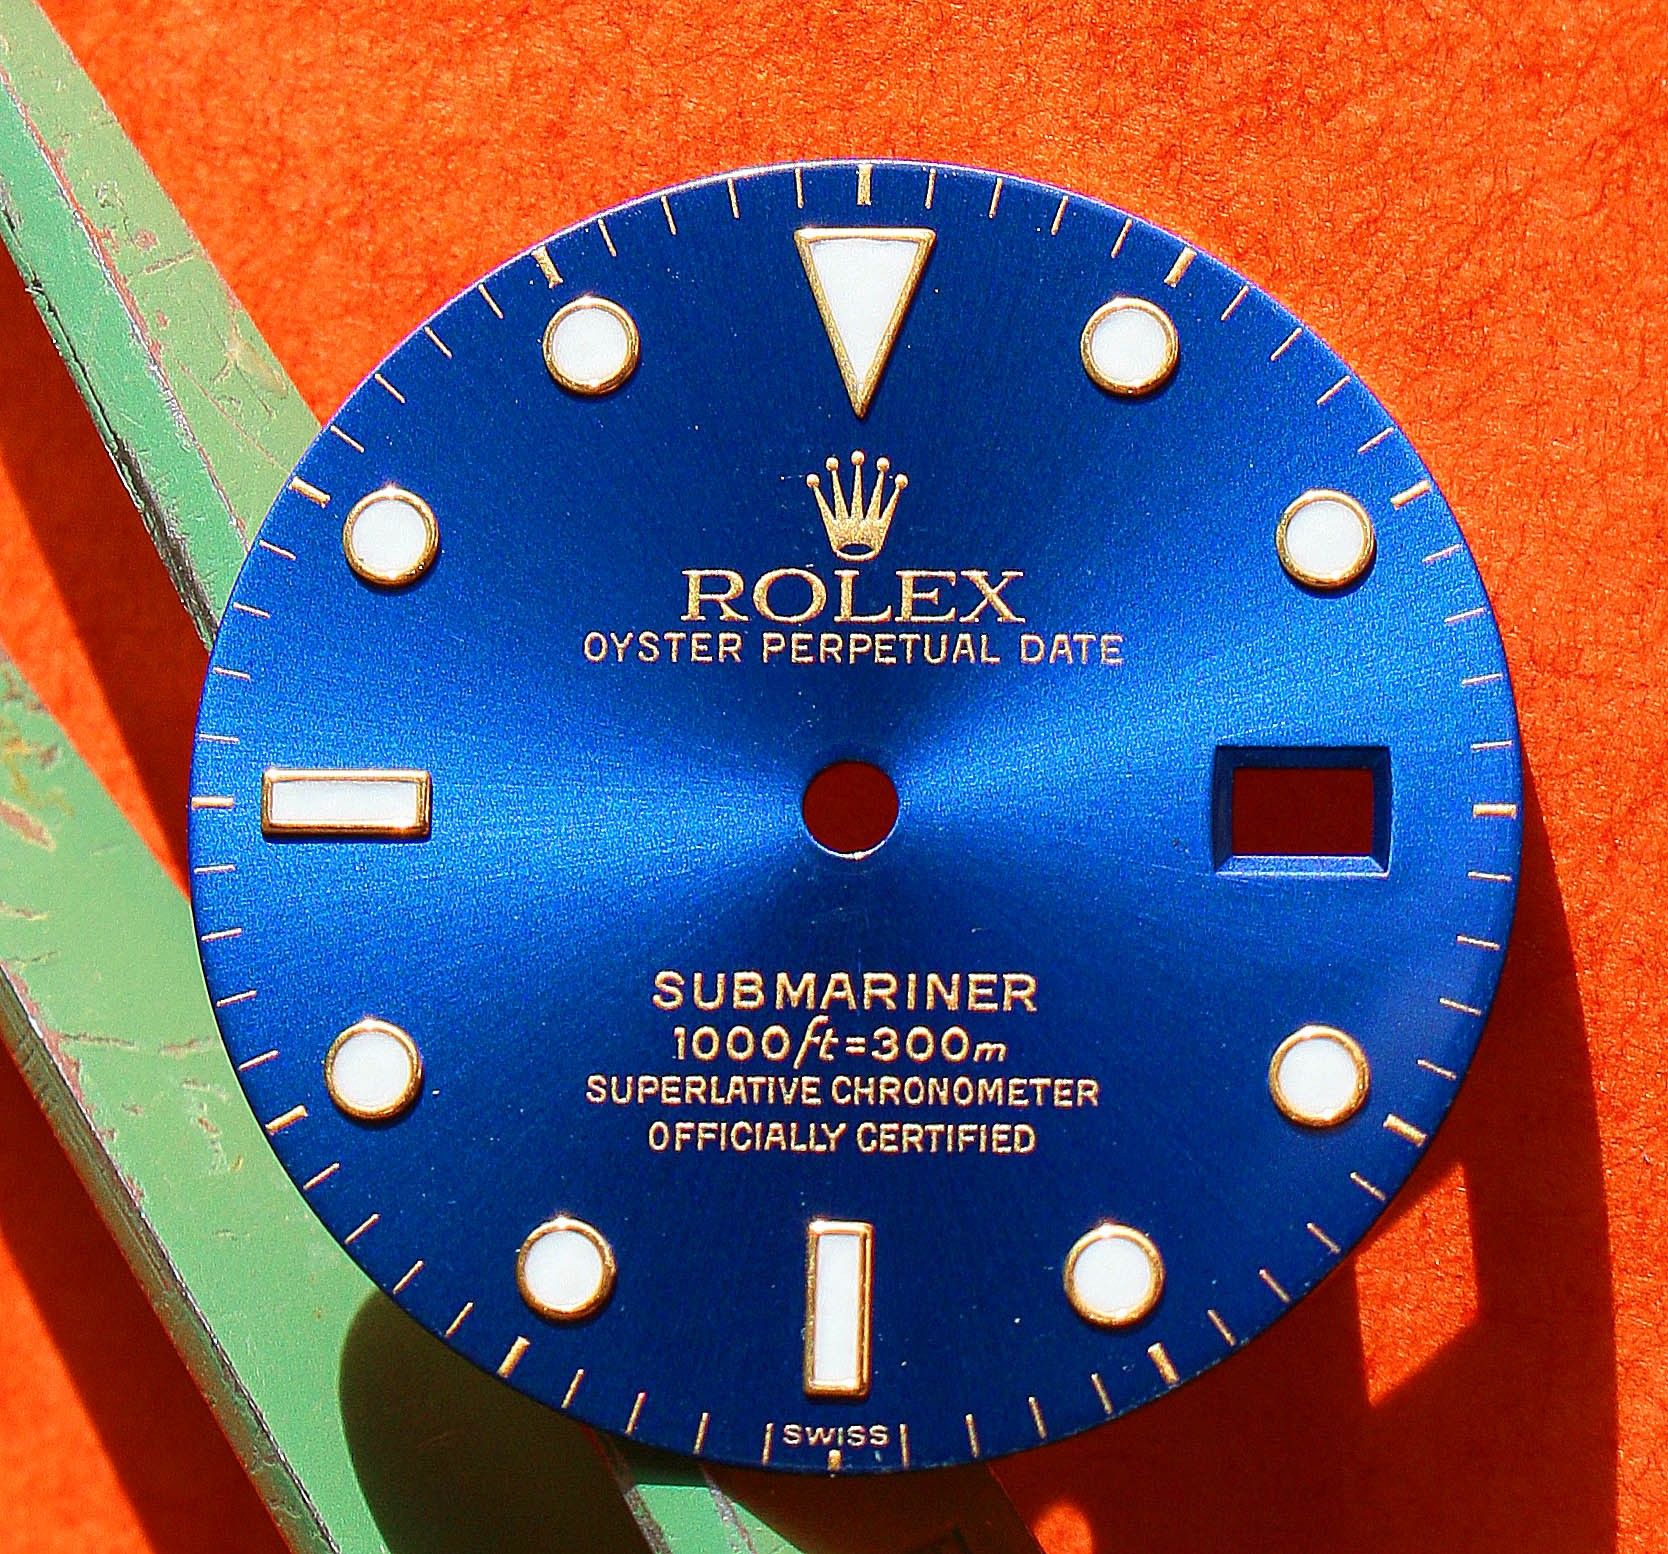 ROLEX
OYSTER PERPETUAL DATE
SUBMARINER
1000ft=300m
SUPERLATIVE CHRONOMETER
OFFICIALLY CERTIFIED
SWISS